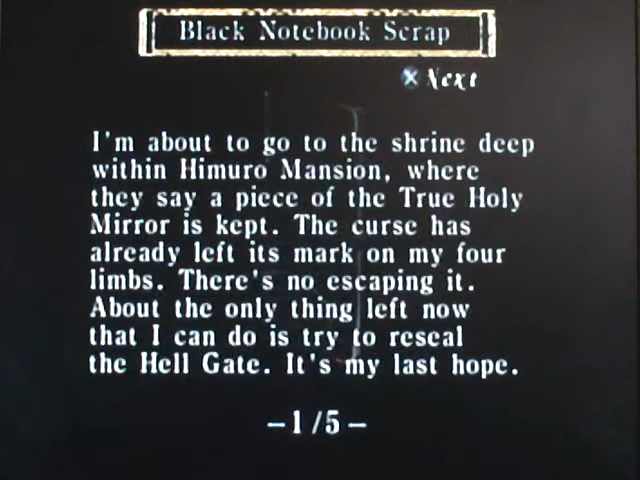 Black Notebook Scrap
Next
I'm about to go to the shrine deep
within Himuro Mansion, where
they say a piece of the True Holy
Mirror is kept. The curse has
already left its mark on my four
limbs. There's no escaping it.
About the only thing left now
that I can do is try to reseal
the Hell Gate. It's my last hope.
-1/5-